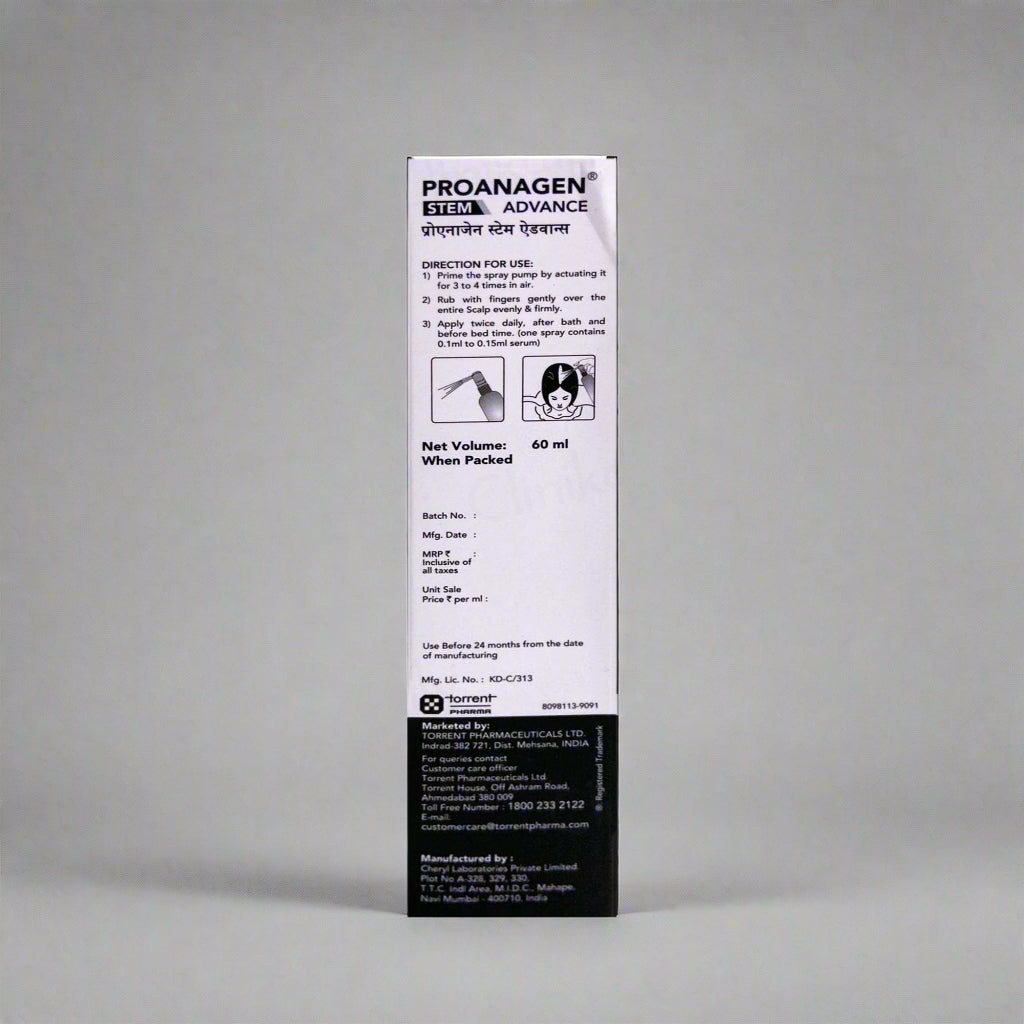 PROANAGEN®
STEM ADVANCE
प्रोएनाजेन स्टेम ऐडवान्स
DIRECTION FOR USE:
1) Prime the spray pump by actuating it
for 3 to 4 times in air.
2) Rub with fingers gently over the
entire Scalp evenly & firmly.
3) Apply twice daily, after bath and
before bed time. (one spray contains
0.1ml to 0.15ml serum)
Net Volume: 60 ml
When Packed
Clinik
Batch No. :
Mfg. Date :
MRP ₹ :
Inclusive of
all taxes
Unit Sale
Price ₹ per ml :
Use Before 24 months from the date
of manufacturing
Mfg. Lic. No. : KD-C/313
torrent
PHARMA
8098113-9091
Marketed by:
TORRENT PHARMACEUTICALS LTD.
Indrad-382 721, Dist. Mehsana, INDIA
For queries contact
Customer care officer
Torrent Pharmaceuticals Ltd.
Torrent House, Off Ashram Road,
Ahmedabad 380 009
Toll Free Number : 1800 233 2122
E-mail:
customercare@torrentpharma.com
® Registered Trademark
Manufactured by :
Cheryl Laboratories Private Limited.
Plot No A-328, 329, 330,
T.T.C. Indl Area, M.I.D.C., Mahape,
Navi Mumbai - 400710, India